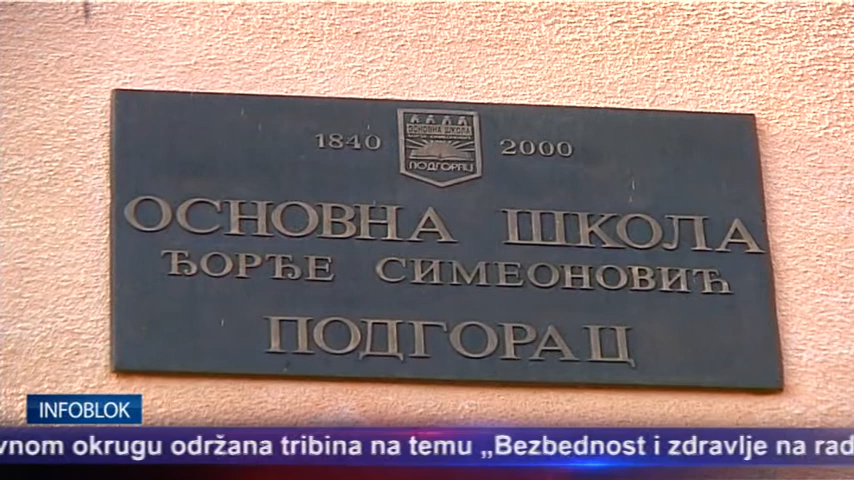 1840 2000
ОСНОВНА ШКОЛА
ПОДГОРАЦ
ОСНОВНА ШКОЛА
ЂОРЂЕ СИМЕОНОВИЋ
ПОДГОРАЦ
INFOBLOK
vnom okrugu održana tribina na temu „Bezbednost i zdravlje na rad